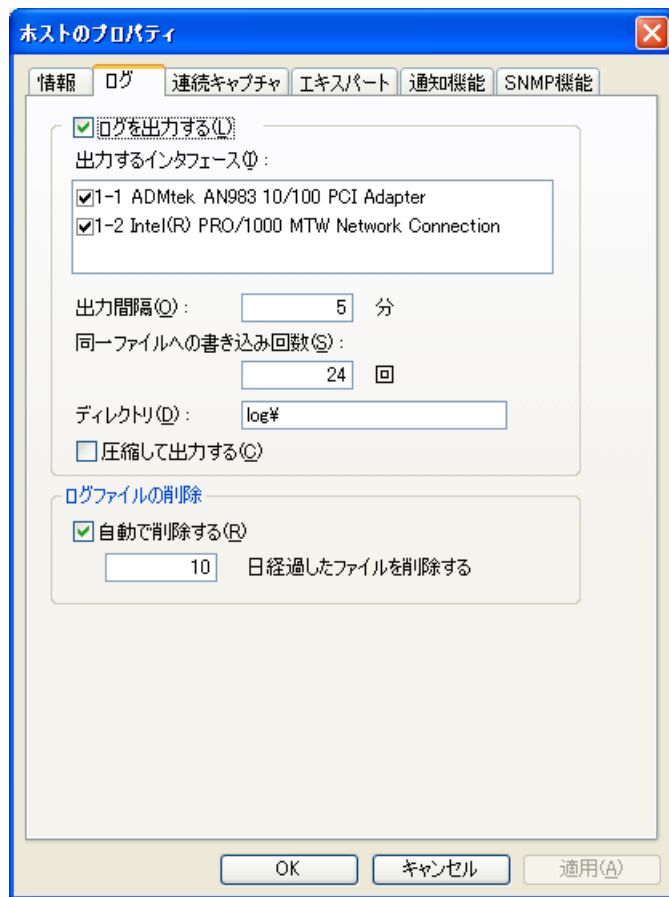 ホストのプロパティ
情報 ログ 連続キャプチャ エキスパート 通知機能 SNMP機能
ログを出力する(L)
出力するインタフェース(I):
1-1 ADMtek AN983 10/100 PCI Adapter
1-2 Intel(R) PRO/1000 MTW Network Connection
出力間隔(O): 5 分
同一ファイルへの書き込み回数(S):
24 回
ディレクトリ(D): log¥
圧縮して出力する(C)
ログファイルの削除
自動で削除する(R)
10 日経過したファイルを削除する
OK キャンセル 適用(A)